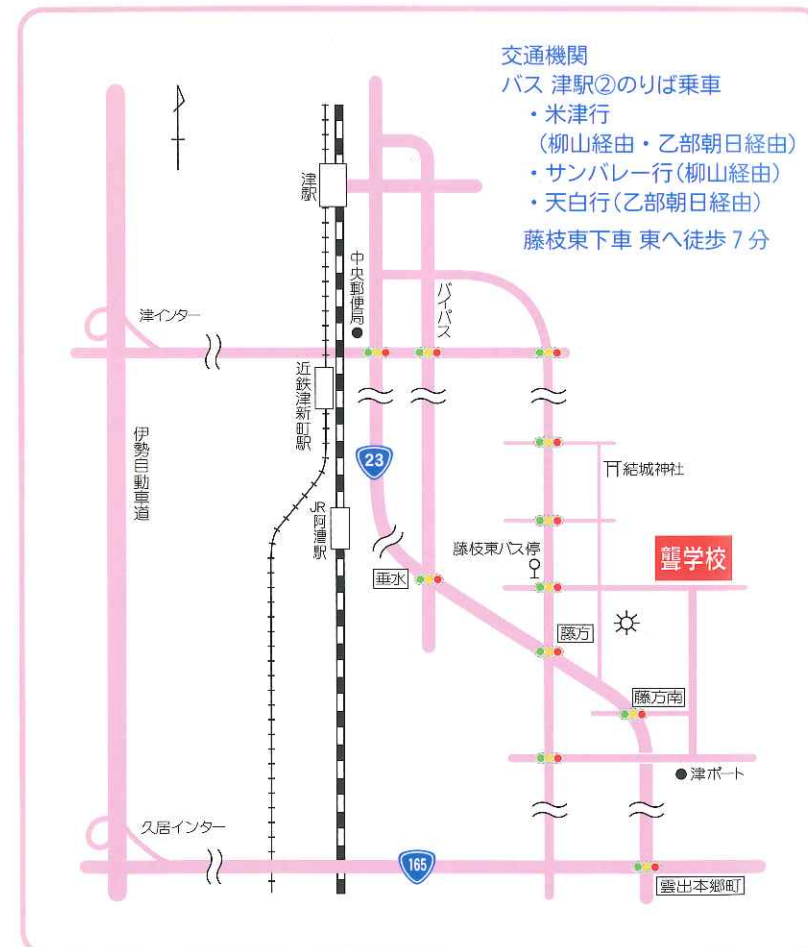 交通機関
バス 津駅②のりば乗車
・米津行
(柳山経由・乙部朝日経由)
・サンバレー行(柳山経由)
・天白行(乙部朝日経由)
藤枝東下車 東へ徒歩7分
津駅
中央郵便局
バイパス
津インター
近鉄津新町駅
伊勢自動車道
23
结城神社
JR阿漕駅
藤枝東バス停
聾学校
垂水
藤方
藤方南
津ボート
久居インター
165
雲出本郷町